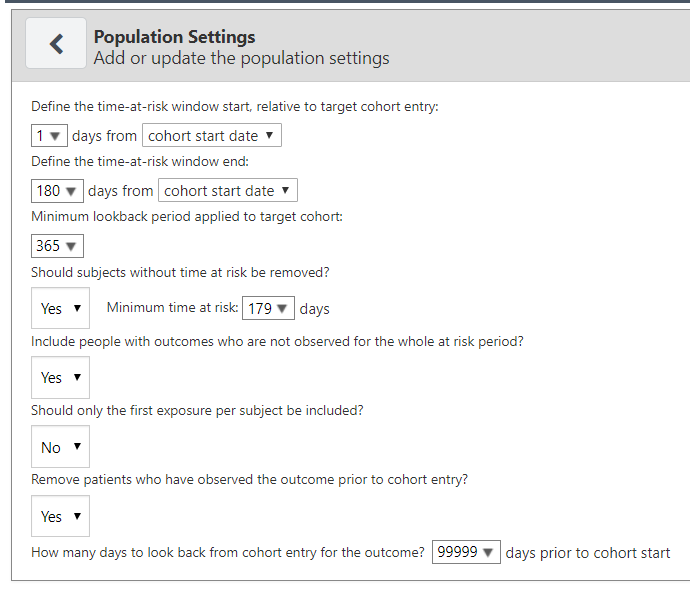 Population Settings
Add or update the population settings
Define the time-at-risk window start, relative to target cohort entry:
1 days from cohort start date
Define the time-at-risk window end:
180 days from cohort start date
Minimum lookback period applied to target cohort:
365
Should subjects without time at risk be removed?
Yes Minimum time at risk: 179 days
Include people with outcomes who are not observed for the whole at risk period?
Yes
Should only the first exposure per subject be included?
No
Remove patients who have observed the outcome prior to cohort entry?
Yes
How many days to look back from cohort entry for the outcome? 99999 days prior to cohort start